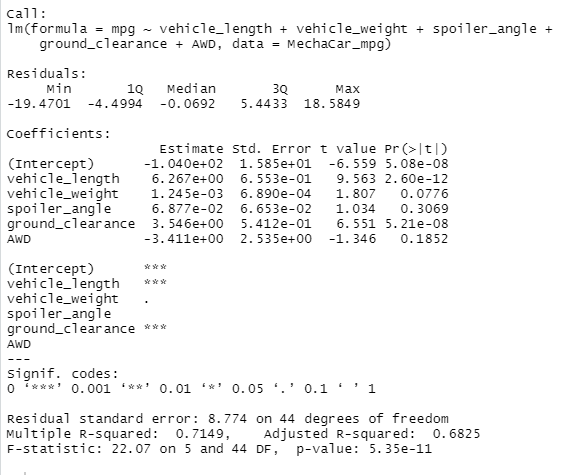 Call:
lm(formula = mpg ~ vehicle_length + vehicle_weight + spoiler_angle +
    ground_clearance + AWD, data = MechaCar_mpg)

Residuals:
     Min       1Q   Median       3Q      Max
-19.4701  -4.4994  -0.0692   5.4433  18.5849

Coefficients:
                   Estimate Std. Error t value Pr(>|t|)
(Intercept)      -1.040e+02  1.585e+01  -6.559 5.08e-08
vehicle_length    6.267e+00  6.553e-01   9.563 2.60e-12
vehicle_weight    1.245e-03  6.890e-04   1.807   0.0776
spoiler_angle     6.877e-02  6.653e-02   1.034   0.3069
ground_clearance  3.546e+00  5.412e-01   6.551 5.21e-08
AWD              -3.411e+00  2.535e+00  -1.346   0.1852

(Intercept)      ***
vehicle_length   ***
vehicle_weight   .
spoiler_angle
ground_clearance ***
AWD
---
Signif. codes:
0 ‘***’ 0.001 ‘**’ 0.01 ‘*’ 0.05 ‘.’ 0.1 ‘ ’ 1

Residual standard error: 8.774 on 44 degrees of freedom
Multiple R-squared:  0.7149,    Adjusted R-squared:  0.6825
F-statistic: 22.07 on 5 and 44 DF,  p-value: 5.35e-11